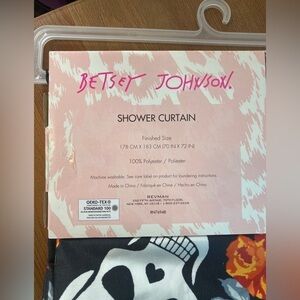 BETSEY JOHNSON.
SHOWER CURTAIN
Finished Size
178 CM X 183 CM (70 IN X 72 IN)
100% Polyester / Poliéster
Machine washable. See care label on product for laundering instructions.
Made in China / Fabriqué en Chine / Hecho en China
OEKO-TEX®
STANDARD 100
REVMAN